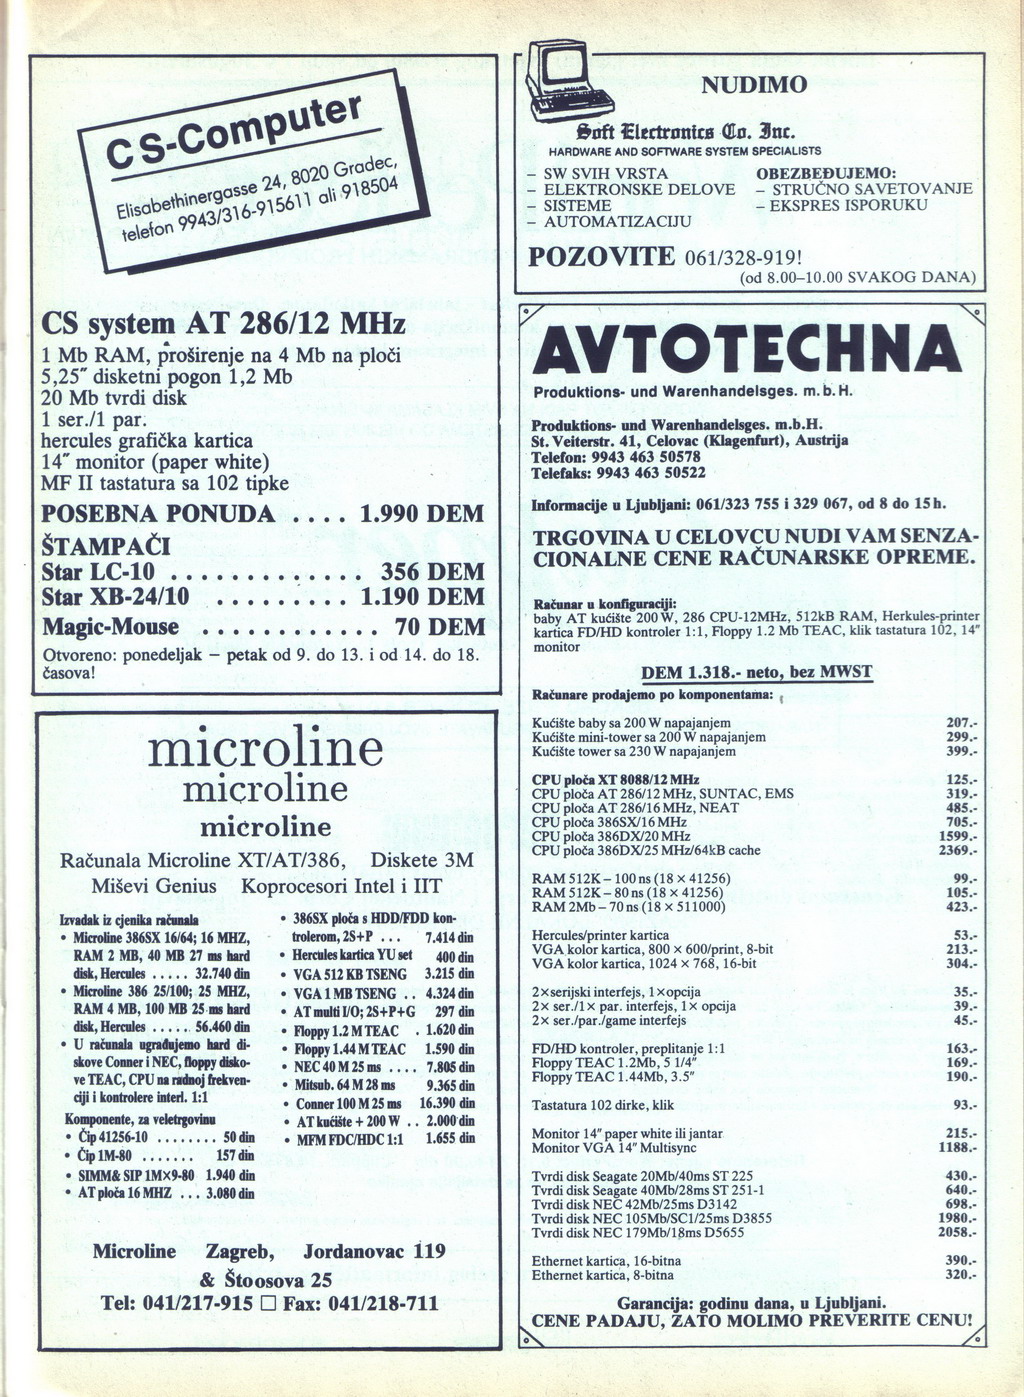 CS-Computer
Elisabethinergasse 24, 8020 Gradec,
telefon 9943/316-915611 ali 918504
CS system AT 286/12 MHz
1 Mb RAM, proširenje na 4 Mb na ploči
5,25″ disketni pogon 1,2 Mb
20 Mb tvrdi disk
1 ser./1 par.
hercules grafička kartica
14″ monitor (paper white)
MF II tastatura sa 102 tipke
POSEBNA PONUDA .... 1.990 DEM
ŠTAMPAČI
Star LC-10 ............. 356 DEM
Star XB-24/10 ......... 1.190 DEM
Magic-Mouse ............ 70 DEM
Otvoreno: ponedeljak – petak od 9. do 13. i od 14. do 18.
časova!
microline
microline
microline
Računala Microline XT/AT/386, Diskete 3M
Miševi Genius Koprocesori Intel i IIT
Izvadak iz cjenika računala
• Microline 386SX 16/64; 16 MHZ,
RAM 2 MB, 40 MB 27 ms hard
disk, Hercules ..... 32.740 din
• Microline 386 25/100; 25 MHZ,
RAM 4 MB, 100 MB 25 ms hard
disk, Hercules ..... 56.460 din
• U računala ugrađujemo hard di-
skove Conner i NEC, floppy disko-
ve TEAC, CPU na radnoj frekven-
ciji i kontrolere interl. 1:1
Komponente, za veletrgovinu
• Čip 41256-10 ........ 50 din
• Čip 1M-80 ....... 157 din
• SIMM& SIP 1M×9-80 1.940 din
• AT ploča 16 MHZ ... 3.080 din
• 386SX ploča s HDD/FDD kon-
trolerom, 2S+P ... 7.414 din
• Hercules kartica YU set 400 din
• VGA 512 KB TSENG 3.215 din
• VGA 1 MB TSENG .. 4.324 din
• AT multi I/O; 2S+P+G 297 din
• Floppy 1.2 M TEAC . 1.620 din
• Floppy 1.44 M TEAC 1.590 din
• NEC 40 M 25 ms .... 7.805 din
• Mitsub. 64 M 28 ms 9.365 din
• Conner 100 M 25 ms 16.390 din
• AT kućište + 200 W .. 2.000 din
• MFM FDC/HDC 1:1 1.655 din
Microline Zagreb, Jordanovac 119
& Štoosova 25
Tel: 041/217-915 □ Fax: 041/218-711
NUDIMO
Soft Electronics Co. Inc.
HARDWARE AND SOFTWARE SYSTEM SPECIALISTS
– SW SVIH VRSTA
– ELEKTRONSKE DELOVE
– SISTEME
– AUTOMATIZACIJU
OBEZBEĐUJEMO:
– STRUČNO SAVETOVANJE
– EKSPRES ISPORUKU
POZOVITE 061/328-919!
(od 8.00–10.00 SVAKOG DANA)
AVTOTECHNA
Produktions- und Warenhandelsges. m.b.H.
Produktions- und Warenhandelsges. m.b.H.
St. Veiterstr. 41, Celovac (Klagenfurt), Austrija
Telefon: 9943 463 50578
Telefaks: 9943 463 50522
Informacije u Ljubljani: 061/323 755 i 329 067, od 8 do 15 h.
TRGOVINA U CELOVCU NUDI VAM SENZA-
CIONALNE CENE RAČUNARSKE OPREME.
Računar u konfiguraciji:
baby AT kućište 200 W, 286 CPU-12MHz, 512kB RAM, Herkules-printer
kartica FD/HD kontroler 1:1, Floppy 1.2 Mb TEAC, klik tastatura 102, 14″
monitor
DEM 1.318.- neto, bez MWST
Računare prodajemo po komponentama:
Kućište baby sa 200 W napajanjem 207.-
Kućište mini-tower sa 200 W napajanjem 299.-
Kućište tower sa 230 W napajanjem 399.-
CPU ploča XT 8088/12 MHz 125.-
CPU ploča AT 286/12 MHz, SUNTAC, EMS 319.-
CPU ploča AT 286/16 MHz, NEAT 485.-
CPU ploča 386SX/16 MHz 705.-
CPU ploča 386DX/20 MHz 1599.-
CPU ploča 386DX/25 MHz/64kB cache 2369.-
RAM 512K – 100 ns (18 × 41256) 99.-
RAM 512K – 80 ns (18 × 41256) 105.-
RAM 2Mb – 70 ns (18 × 511000) 423.-
Hercules/printer kartica 53.-
VGA kolor kartica, 800 × 600/print, 8-bit 213.-
VGA kolor kartica, 1024 × 768, 16-bit 304.-
2×serijski interfejs, 1×opcija 35.-
2× ser./1× par. interfejs, 1× opcija 39.-
2× ser./par./game interfejs 45.-
FD/HD kontroler, preplitanje 1:1 163.-
Floppy TEAC 1.2Mb, 5 1/4″ 169.-
Floppy TEAC 1.44Mb, 3.5″ 190.-
Tastatura 102 dirke, klik 93.-
Monitor 14″ paper white ili jantar 215.-
Monitor VGA 14″ Multisync 1188.-
Tvrdi disk Seagate 20Mb/40ms ST 225 430.-
Tvrdi disk Seagate 40Mb/28ms ST 251-1 640.-
Tvrdi disk NEC 42Mb/25ms D3142 698.-
Tvrdi disk NEC 105Mb/SC1/25ms D3855 1980.-
Tvrdi disk NEC 179Mb/18ms D5655 2058.-
Ethernet kartica, 16-bitna 390.-
Ethernet kartica, 8-bitna 320.-
Garancija: godinu dana, u Ljubljani.
CENE PADAJU, ZATO MOLIMO PREVERITE CENU!